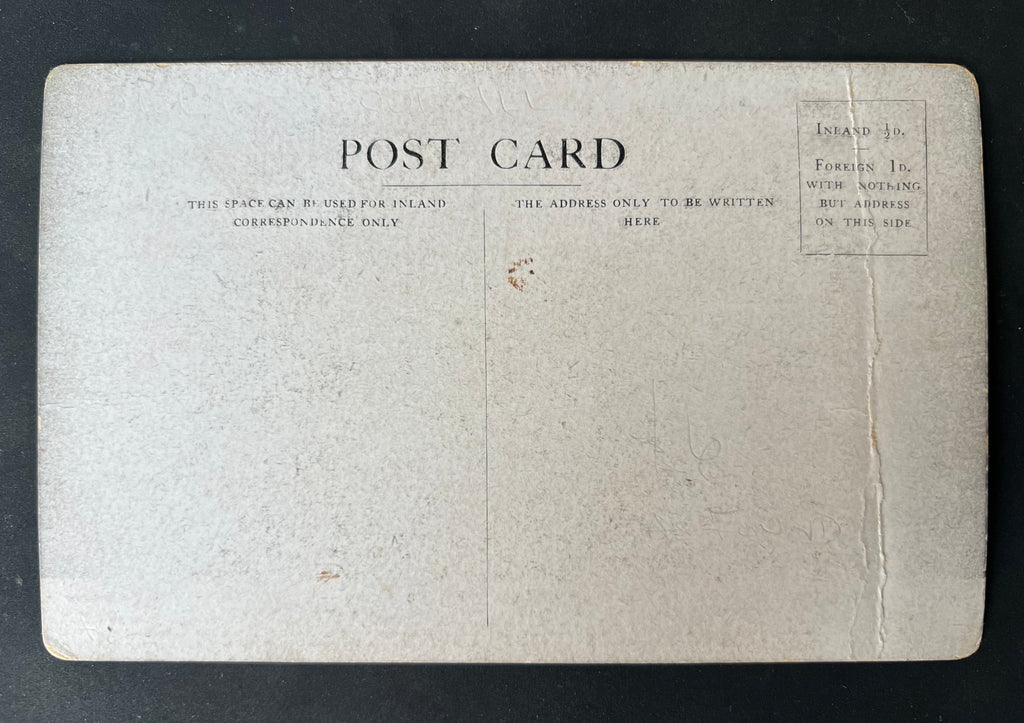 POST CARD
THIS SPACE CAN BE USED FOR INLAND
CORRESPONDENCE ONLY
THE ADDRESS ONLY TO BE WRITTEN
HERE
INLAND ½D.
FOREIGN 1D.
WITH NOTHING
BUT ADDRESS
ON THIS SIDE